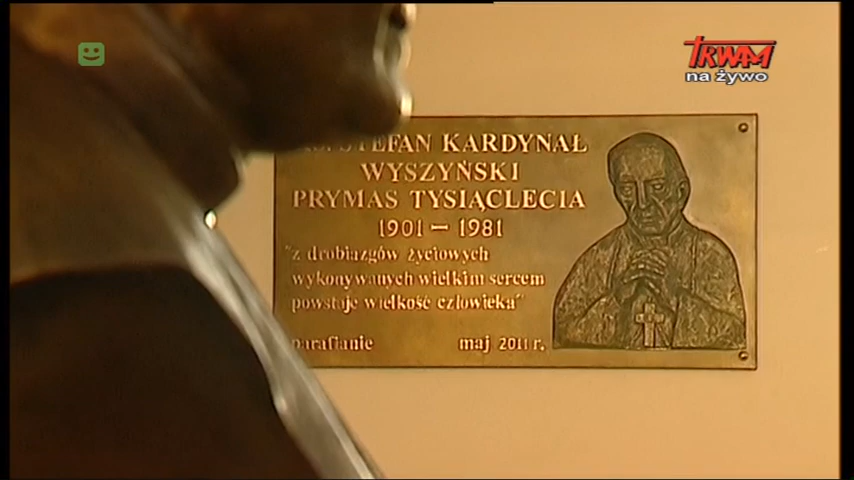 TRWAM
na żywo
STEFAN KARDYNAŁ
WYSZYŃSKI
PRYMAS TYSIĄCLECIA
1901 – 1981
"z drobiazgów życiowych
wykonywanych wielkim sercem
powstaje wielkość człowieka"
parafianie maj 2011 r.